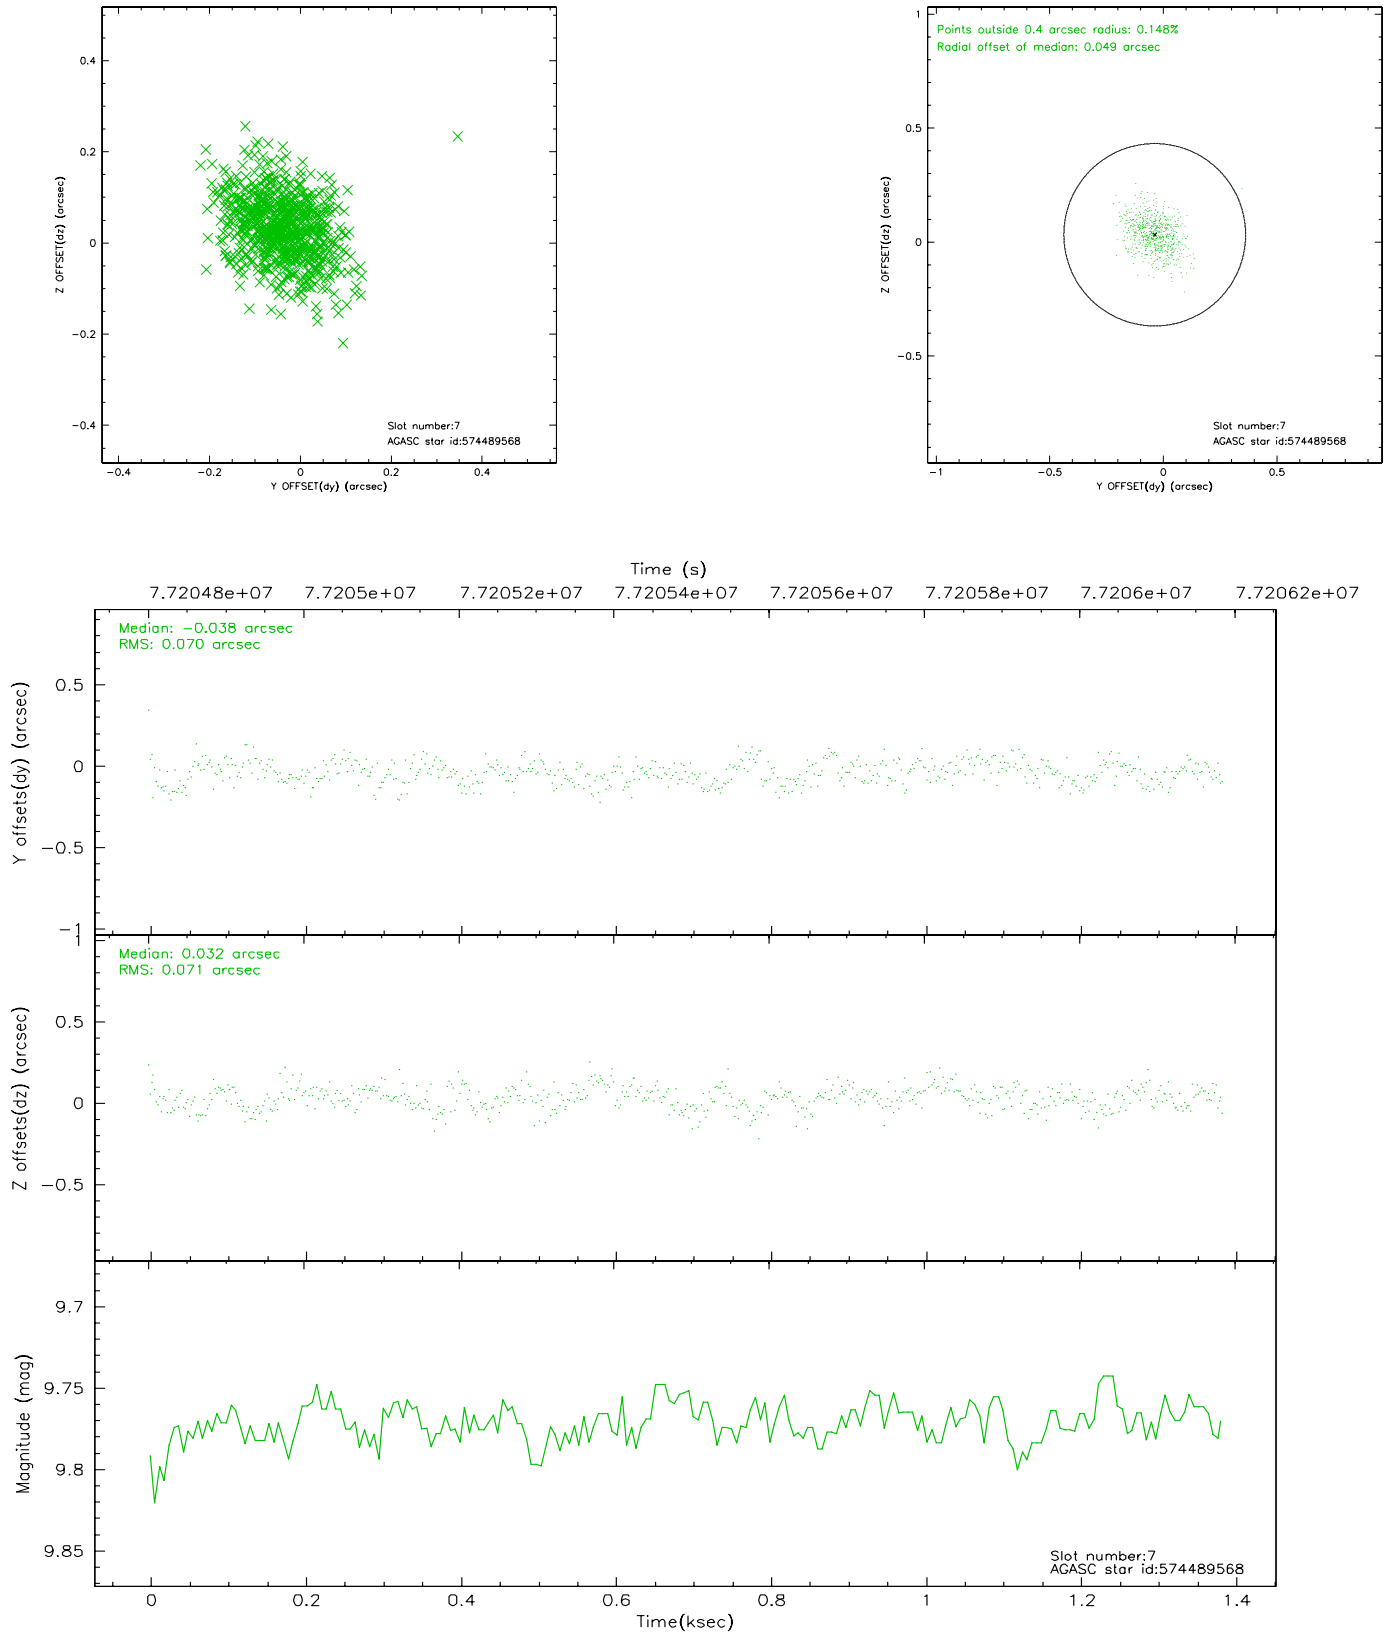 0.4
0.2
0
−0.2
−0.4
Z OFFSET(dz) (arcsec)
Slot number:7
AGASC star id:574489568
−0.4 −0.2 0 0.2 0.4
Y OFFSET(dy) (arcsec)
Points outside 0.4 arcsec radius: 0.148%
Radial offset of median: 0.049 arcsec
1
0.5
0
−0.5
Z OFFSET(dz) (arcsec)
Slot number:7
AGASC star id:574489568
−1 −0.5 0 0.5
Y OFFSET(dy) (arcsec)
Time (s)
7.72048e+07 7.7205e+07 7.72052e+07 7.72054e+07 7.72056e+07 7.72058e+07 7.7206e+07 7.72062e+07
Median: −0.038 arcsec
RMS: 0.070 arcsec
0.5
0
−0.5
−1
Y offsets(dy) (arcsec)
Median: 0.032 arcsec
RMS: 0.071 arcsec
1
0.5
0
−0.5
Z offsets(dz) (arcsec)
9.7
9.75
9.8
9.85
Magnitude (mag)
Slot number:7
AGASC star id:574489568
0 0.2 0.4 0.6 0.8 1 1.2 1.4
Time(ksec)